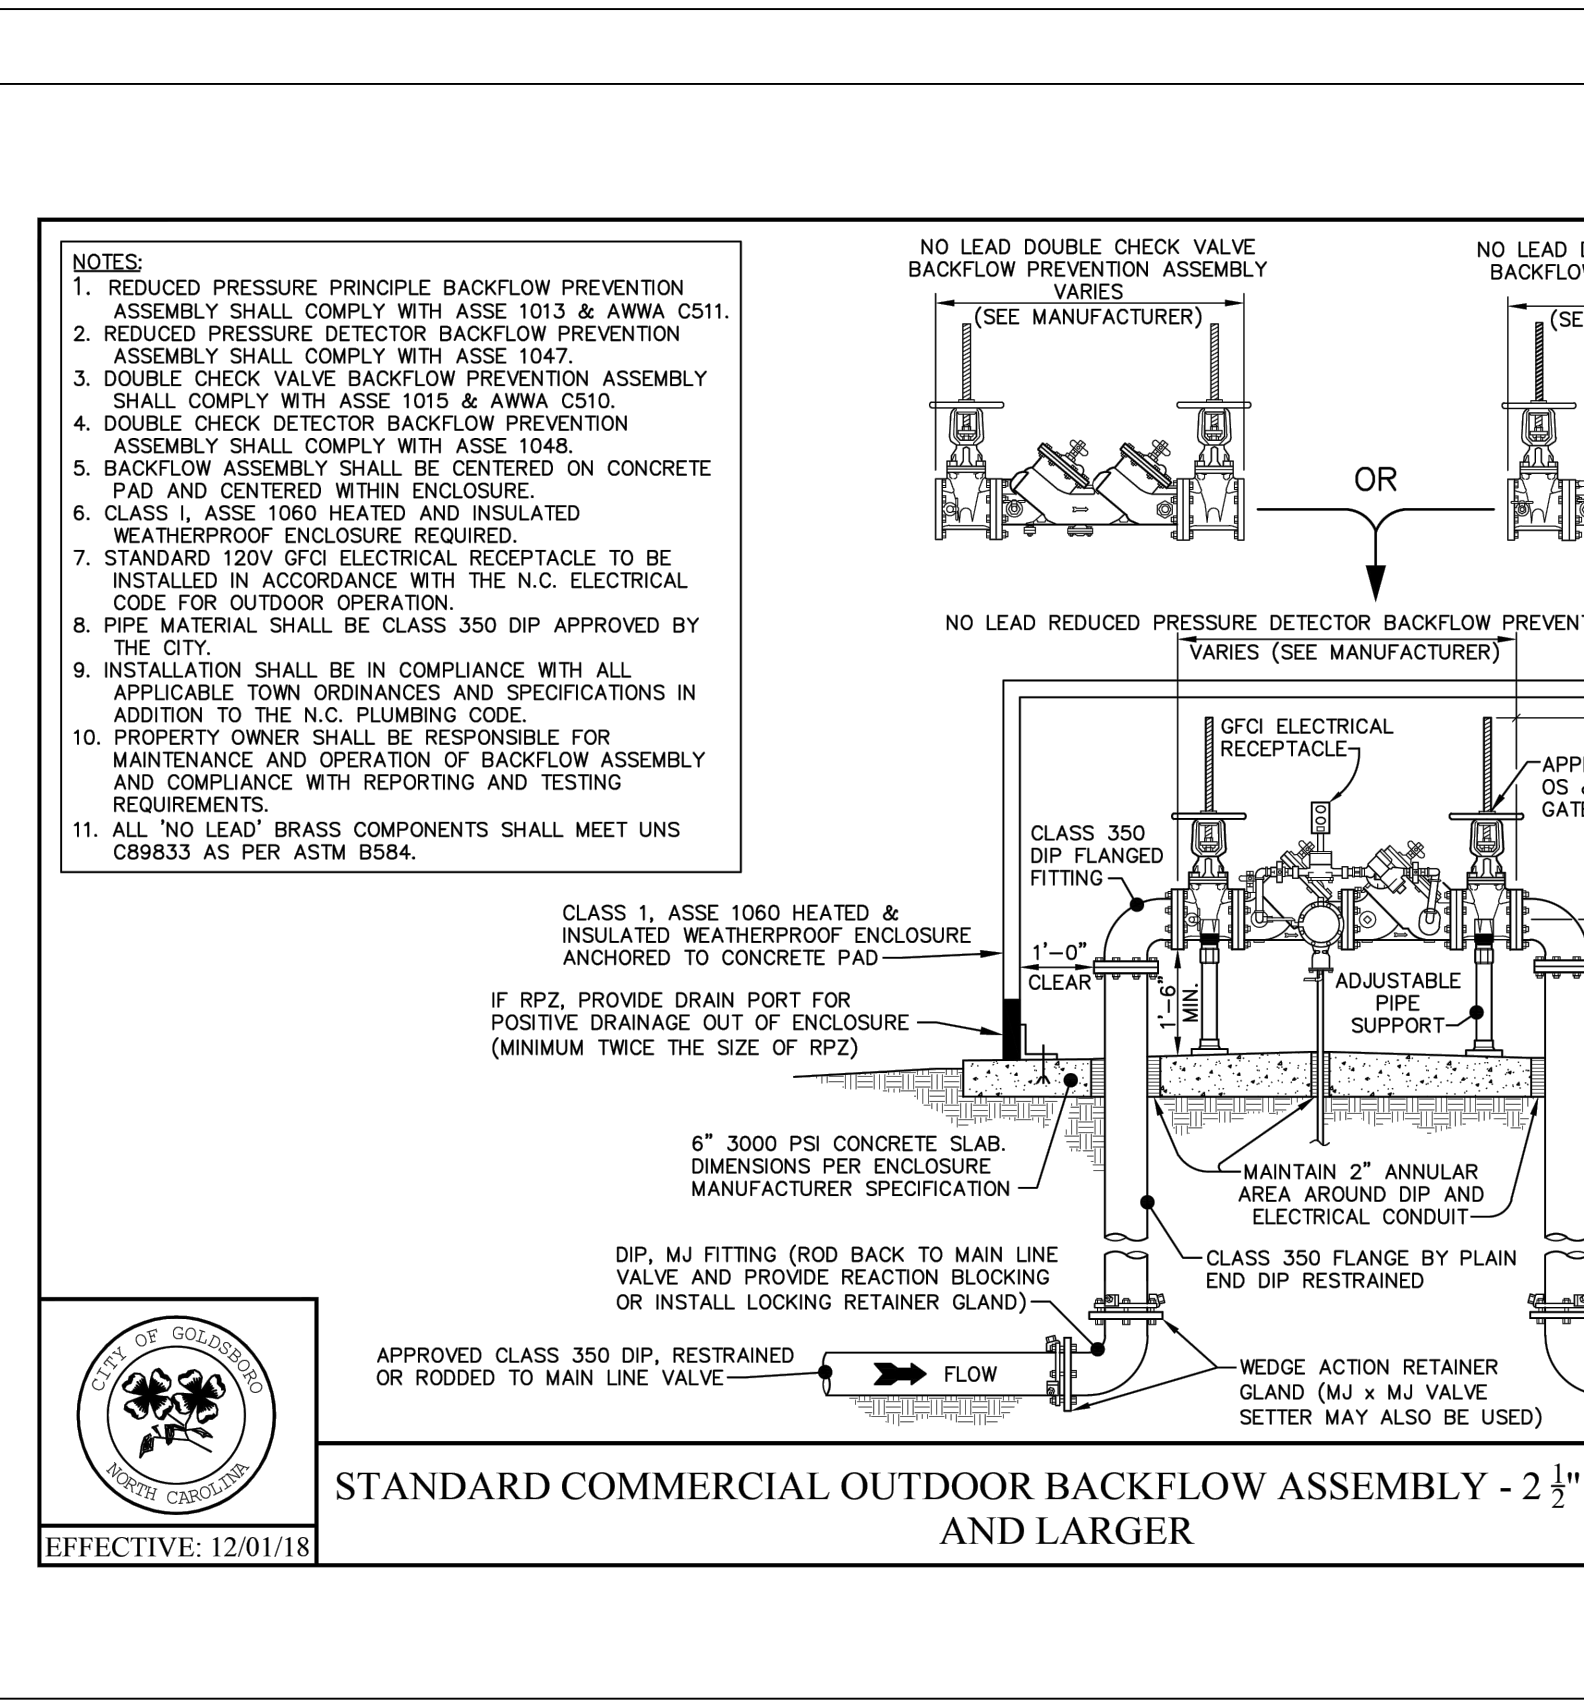 NOTES:
1. REDUCED PRESSURE PRINCIPLE BACKFLOW PREVENTION
ASSEMBLY SHALL COMPLY WITH ASSE 1013 & AWWA C511.
2. REDUCED PRESSURE DETECTOR BACKFLOW PREVENTION
ASSEMBLY SHALL COMPLY WITH ASSE 1047.
3. DOUBLE CHECK VALVE BACKFLOW PREVENTION ASSEMBLY
SHALL COMPLY WITH ASSE 1015 & AWWA C510.
4. DOUBLE CHECK DETECTOR BACKFLOW PREVENTION
ASSEMBLY SHALL COMPLY WITH ASSE 1048.
5. BACKFLOW ASSEMBLY SHALL BE CENTERED ON CONCRETE
PAD AND CENTERED WITHIN ENCLOSURE.
6. CLASS I, ASSE 1060 HEATED AND INSULATED
WEATHERPROOF ENCLOSURE REQUIRED.
7. STANDARD 120V GFCI ELECTRICAL RECEPTACLE TO BE
INSTALLED IN ACCORDANCE WITH THE N.C. ELECTRICAL
CODE FOR OUTDOOR OPERATION.
8. PIPE MATERIAL SHALL BE CLASS 350 DIP APPROVED BY
THE CITY.
9. INSTALLATION SHALL BE IN COMPLIANCE WITH ALL
APPLICABLE TOWN ORDINANCES AND SPECIFICATIONS IN
ADDITION TO THE N.C. PLUMBING CODE.
10. PROPERTY OWNER SHALL BE RESPONSIBLE FOR
MAINTENANCE AND OPERATION OF BACKFLOW ASSEMBLY
AND COMPLIANCE WITH REPORTING AND TESTING
REQUIREMENTS.
11. ALL 'NO LEAD' BRASS COMPONENTS SHALL MEET UNS
C89833 AS PER ASTM B584.
NO LEAD DOUBLE CHECK VALVE
BACKFLOW PREVENTION ASSEMBLY
VARIES
(SEE MANUFACTURER)
NO LEAD
BACKFLOW
(SE
OR
NO LEAD REDUCED PRESSURE DETECTOR BACKFLOW PREVEN
VARIES (SEE MANUFACTURER)
GFCI ELECTRICAL
RECEPTACLE
APP
OS &
GATE
CLASS 350
DIP FLANGED
FITTING
CLASS 1, ASSE 1060 HEATED &
INSULATED WEATHERPROOF ENCLOSURE
ANCHORED TO CONCRETE PAD
1'-0"
CLEAR
1'-6"
MIN.
ADJUSTABLE
PIPE
SUPPORT
IF RPZ, PROVIDE DRAIN PORT FOR
POSITIVE DRAINAGE OUT OF ENCLOSURE
(MINIMUM TWICE THE SIZE OF RPZ)
6" 3000 PSI CONCRETE SLAB.
DIMENSIONS PER ENCLOSURE
MANUFACTURER SPECIFICATION
MAINTAIN 2" ANNULAR
AREA AROUND DIP AND
ELECTRICAL CONDUIT
DIP, MJ FITTING (ROD BACK TO MAIN LINE
VALVE AND PROVIDE REACTION BLOCKING
OR INSTALL LOCKING RETAINER GLAND)
CLASS 350 FLANGE BY PLAIN
END DIP RESTRAINED
APPROVED CLASS 350 DIP, RESTRAINED
OR RODDED TO MAIN LINE VALVE
FLOW
WEDGE ACTION RETAINER
GLAND (MJ x MJ VALVE
SETTER MAY ALSO BE USED)
CITY OF GOLDSBORO
NORTH CAROLINA
EFFECTIVE: 12/01/18
STANDARD COMMERCIAL OUTDOOR BACKFLOW ASSEMBLY - 2 1/2"
AND LARGER